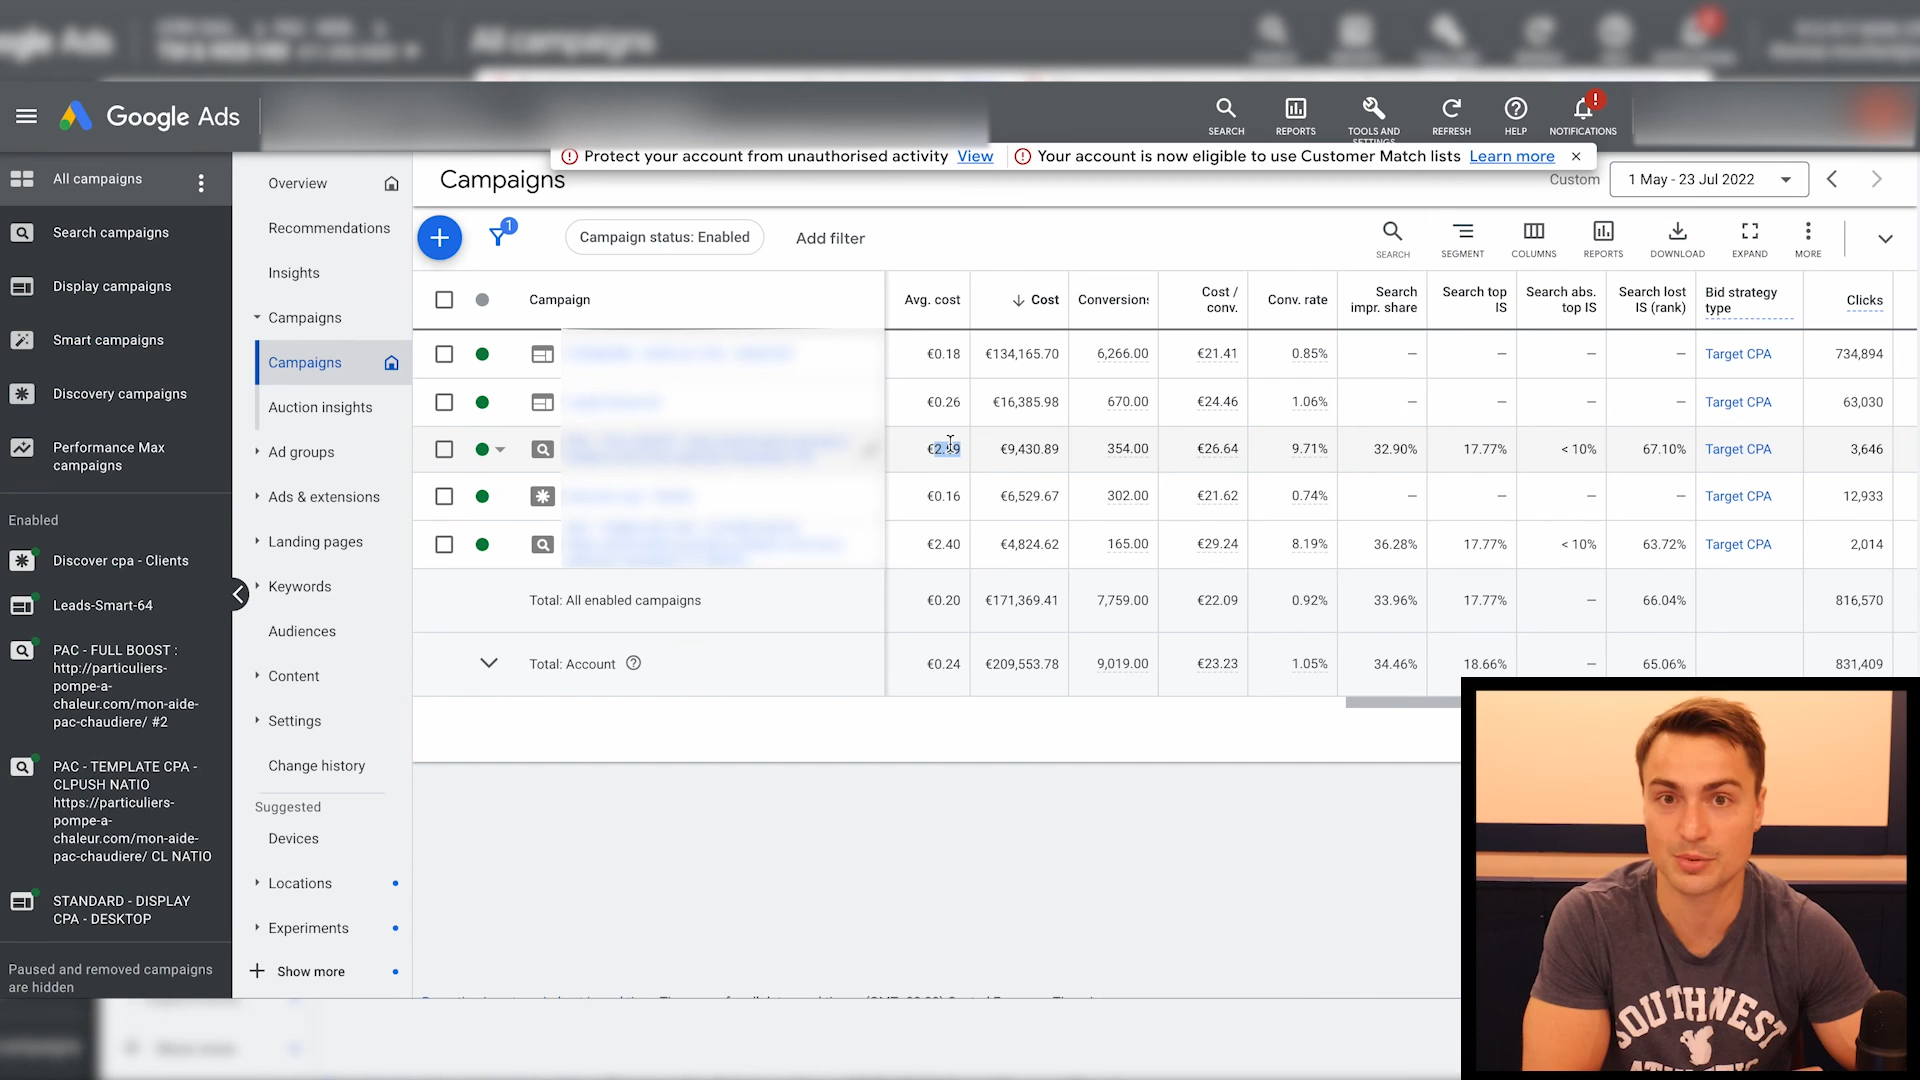 Google Ads
SEARCH
REPORTS
TOOLS AND SETTINGS
REFRESH
HELP
NOTIFICATIONS
Protect your account from unauthorised activity View
Your account is now eligible to use Customer Match lists Learn more
All campaigns
Search campaigns
Display campaigns
Smart campaigns
Discovery campaigns
Performance Max
campaigns
Enabled
Discover cpa - Clients
Leads-Smart-64
PAC - FULL BOOST :
http://particuliers-
pompe-a-
chaleur.com/mon-aide-
pac-chaudiere/ #2
PAC - TEMPLATE CPA -
CLPUSH NATIO
https://particuliers-
pompe-a-
chaleur.com/mon-aide-
pac-chaudiere/ CL NATIO
STANDARD - DISPLAY
CPA - DESKTOP
Paused and removed campaigns
are hidden
Overview
Recommendations
Insights
Campaigns
Campaigns
Auction insights
Ad groups
Ads & extensions
Landing pages
Keywords
Audiences
Content
Settings
Change history
Suggested
Devices
Locations
Experiments
Show more
Campaigns
Custom 1 May - 23 Jul 2022
1
Campaign status: Enabled
Add filter
SEARCH
SEGMENT
COLUMNS
REPORTS
DOWNLOAD
EXPAND
MORE
Campaign Avg. cost Cost Conversions Cost / conv. Conv. rate Search impr. share Search top IS Search abs. top IS Search lost IS (rank) Bid strategy type Clicks
€0.18 €134,165.70 6,266.00 €21.41 0.85% — — — — Target CPA 734,894
€0.26 €16,385.98 670.00 €24.46 1.06% — — — — Target CPA 63,030
€9,430.89 354.00 €26.64 9.71% 32.90% 17.77% < 10% 67.10% Target CPA 3,646
€0.16 €6,529.67 302.00 €21.62 0.74% — — — — Target CPA 12,933
€2.40 €4,824.62 165.00 €29.24 8.19% 36.28% 17.77% < 10% 63.72% Target CPA 2,014
Total: All enabled campaigns €0.20 €171,369.41 7,759.00 €22.09 0.92% 33.96% 17.77% — 66.04% 816,570
Total: Account €0.24 €209,553.78 9,019.00 €23.23 1.05% 34.46% 18.66% — 65.06% 831,409
SOUTHWEST